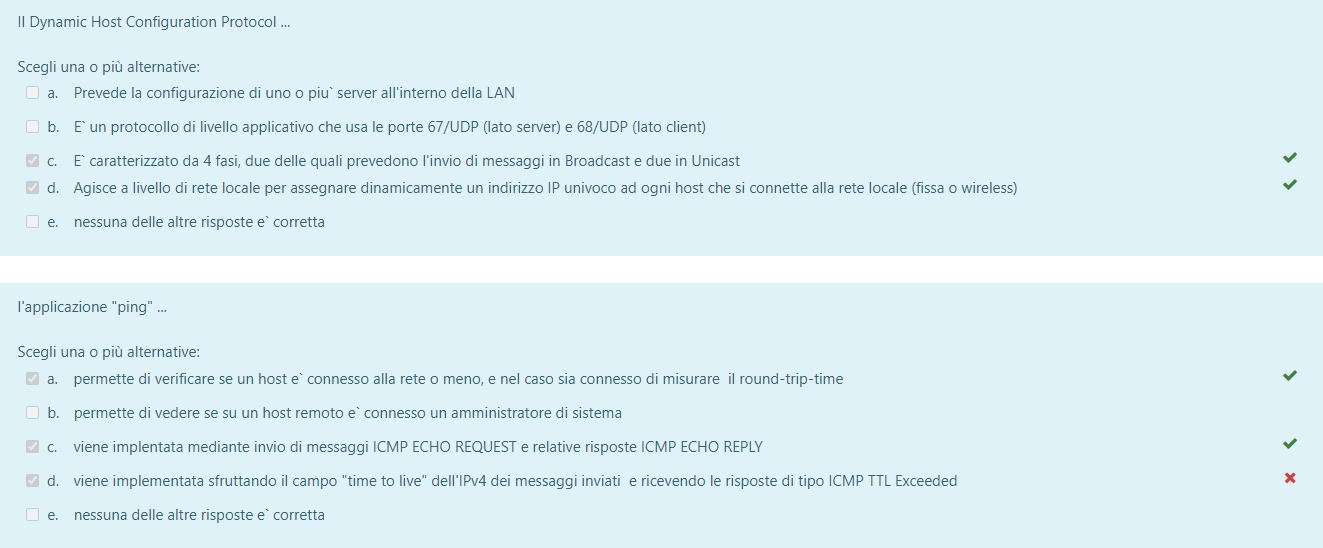 Il Dynamic Host Configuration Protocol ...
Scegli una o più alternative:
a. Prevede la configurazione di uno o piu` server all'interno della LAN
b. E` un protocollo di livello applicativo che usa le porte 67/UDP (lato server) e 68/UDP (lato client)
c. E` caratterizzato da 4 fasi, due delle quali prevedono l'invio di messaggi in Broadcast e due in Unicast
d. Agisce a livello di rete locale per assegnare dinamicamente un indirizzo IP univoco ad ogni host che si connette alla rete locale (fissa o wireless)
e. nessuna delle altre risposte e` corretta
l'applicazione "ping" ...
Scegli una o più alternative:
a. permette di verificare se un host e` connesso alla rete o meno, e nel caso sia connesso di misurare il round-trip-time
b. permette di vedere se su un host remoto e` connesso un amministratore di sistema
c. viene implentata mediante invio di messaggi ICMP ECHO REQUEST e relative risposte ICMP ECHO REPLY
d. viene implementata sfruttando il campo "time to live" dell'IPv4 dei messaggi inviati e ricevendo le risposte di tipo ICMP TTL Exceeded
e. nessuna delle altre risposte e` corretta